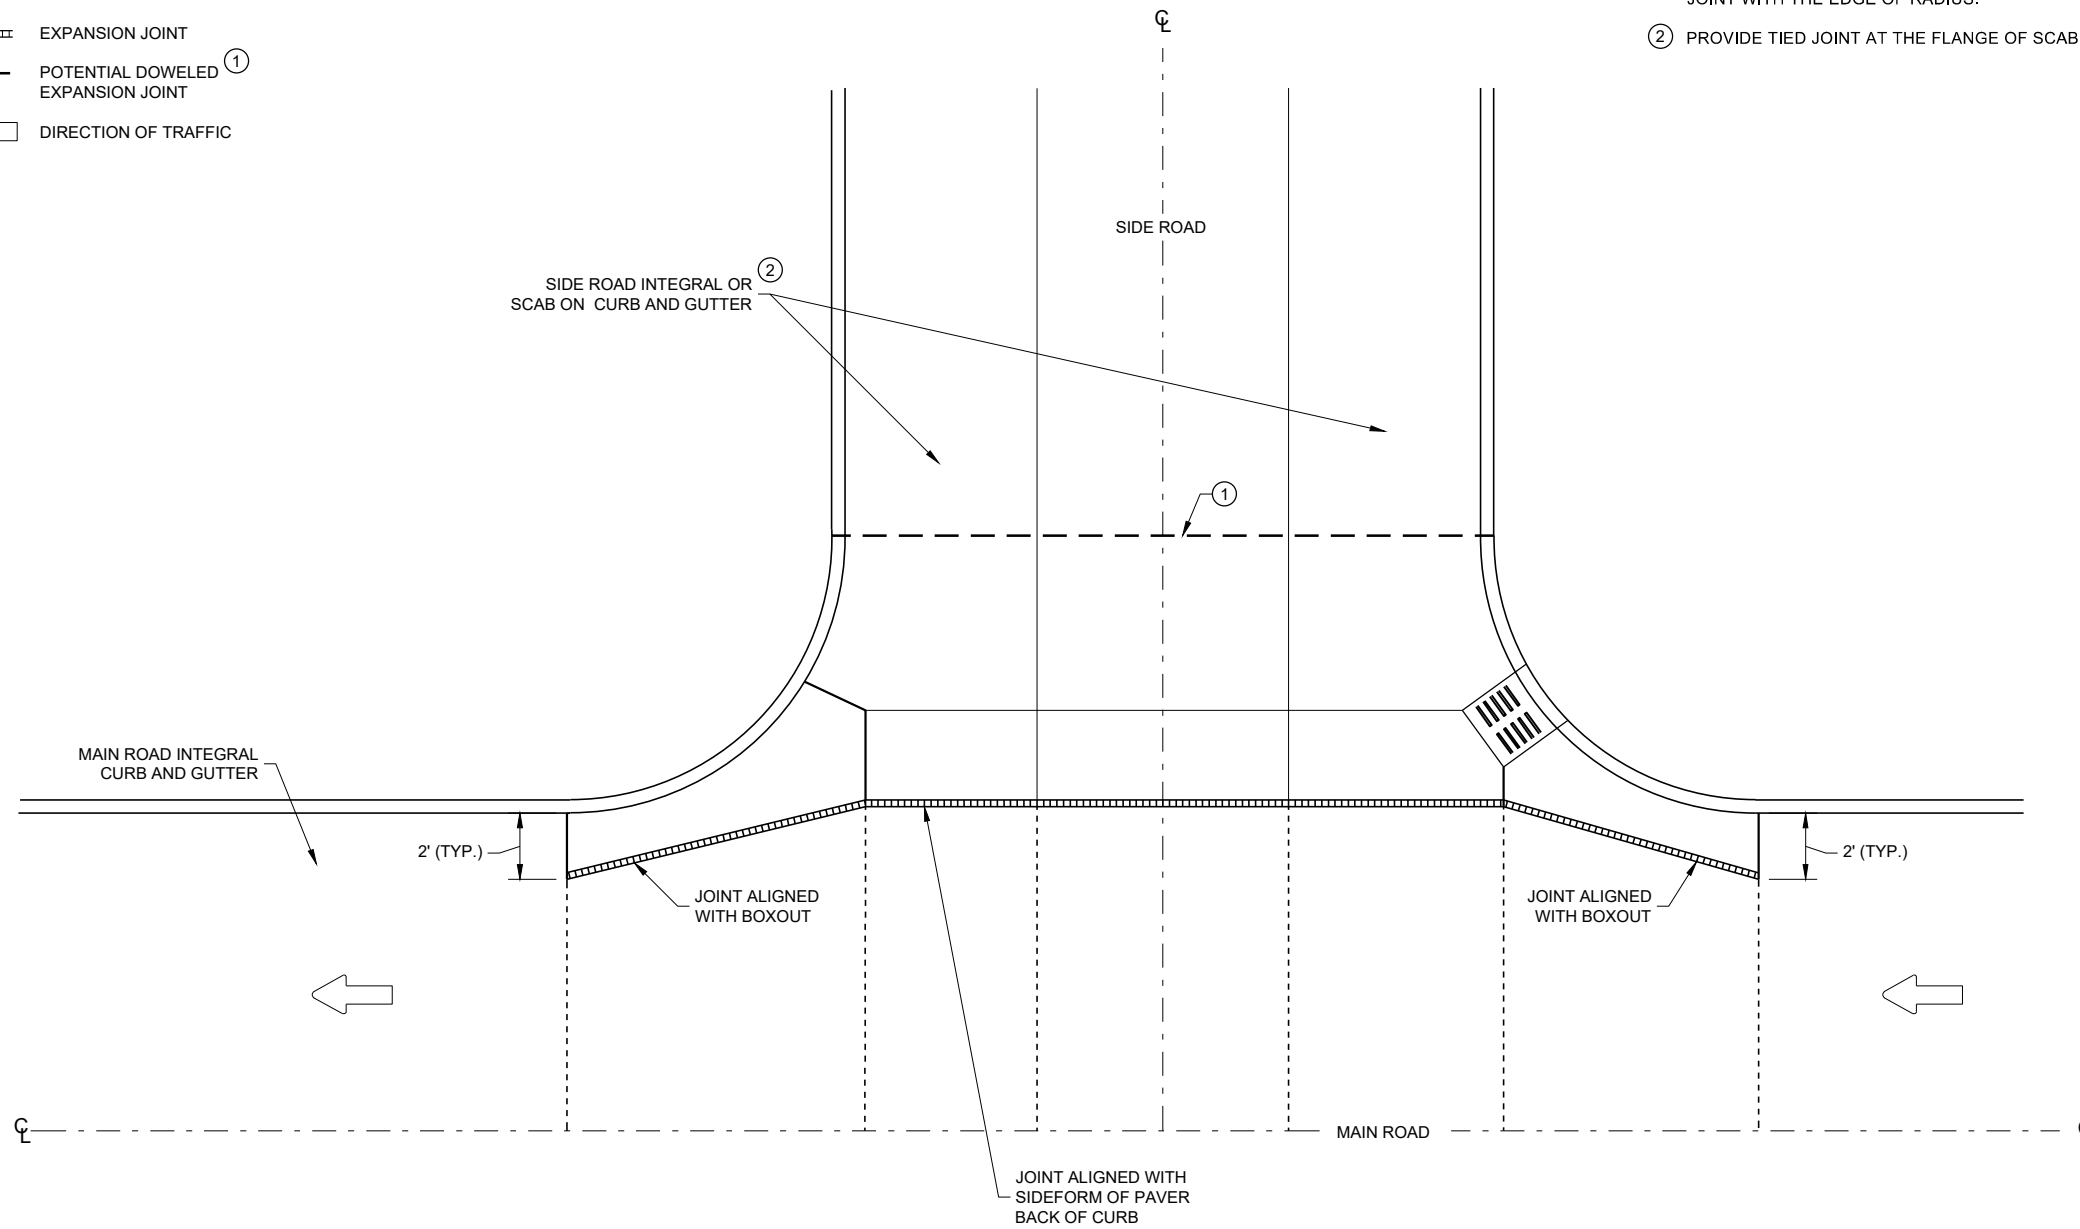 JOINT WITH THE EDGE OF RADIUS.
2 PROVIDE TIED JOINT AT THE FLANGE OF SCAB
EXPANSION JOINT
POTENTIAL DOWELED 1
EXPANSION JOINT
DIRECTION OF TRAFFIC
CL
SIDE ROAD
SIDE ROAD INTEGRAL OR 2
SCAB ON CURB AND GUTTER
1
MAIN ROAD INTEGRAL
CURB AND GUTTER
2' (TYP.)
JOINT ALIGNED
WITH BOXOUT
JOINT ALIGNED
WITH BOXOUT
2' (TYP.)
CL
MAIN ROAD
JOINT ALIGNED WITH
SIDEFORM OF PAVER
BACK OF CURB